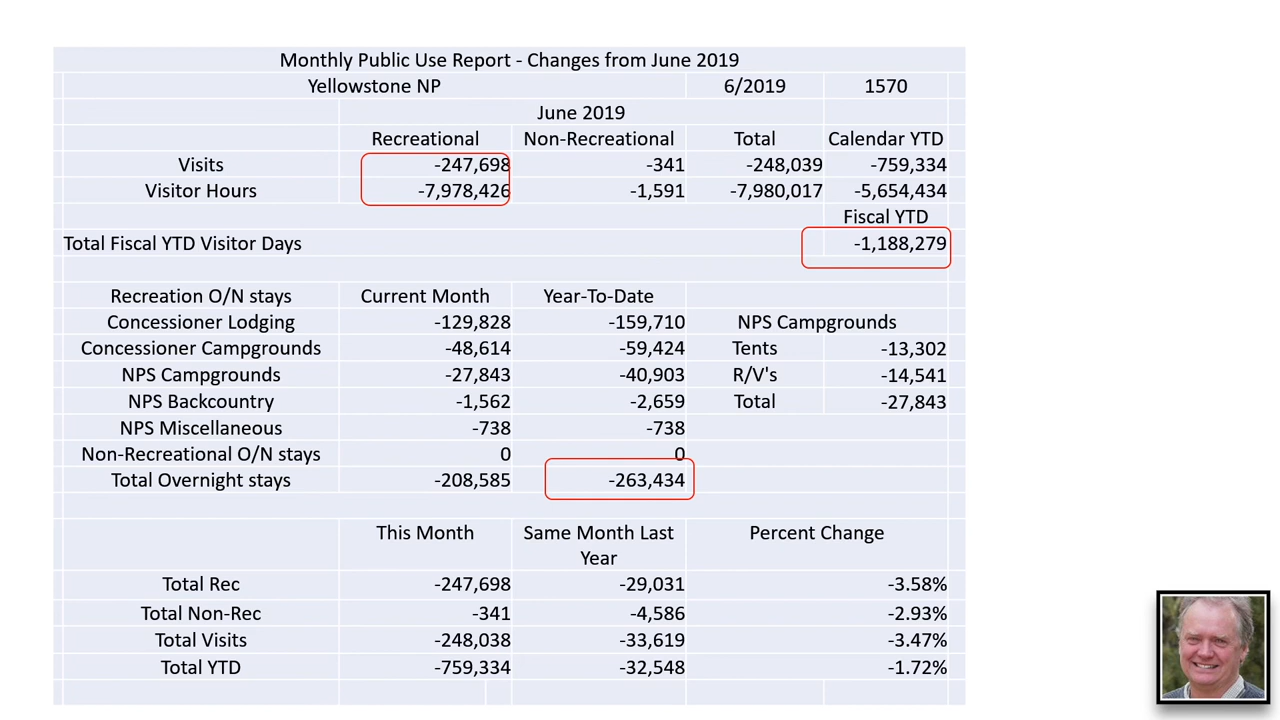 Monthly Public Use Report - Changes from June 2019
Yellowstone NP 6/2019 1570
June 2019
Recreational Non-Recreational Total Calendar YTD
Visits -247,698 -341 -248,039 -759,334
Visitor Hours -7,978,426 -1,591 -7,980,017 -5,654,434
Fiscal YTD
Total Fiscal YTD Visitor Days -1,188,279
Recreation O/N stays Current Month Year-To-Date
Concessioner Lodging -129,828 -159,710 NPS Campgrounds
Concessioner Campgrounds -48,614 -59,424 Tents -13,302
NPS Campgrounds -27,843 -40,903 R/V's -14,541
NPS Backcountry -1,562 -2,659 Total -27,843
NPS Miscellaneous -738 -738
Non-Recreational O/N stays 0 0
Total Overnight stays -208,585 -263,434
This Month Same Month Last Percent Change
Year
Total Rec -247,698 -29,031 -3.58%
Total Non-Rec -341 -4,586 -2.93%
Total Visits -248,038 -33,619 -3.47%
Total YTD -759,334 -32,548 -1.72%